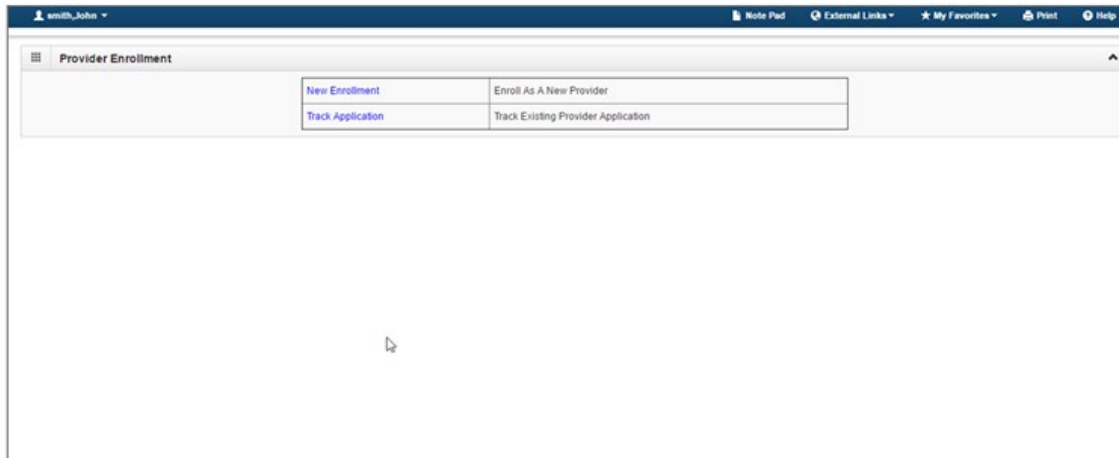 smith,John Note Pad External Links My Favorites Print Help
Provider Enrollment
New Enrollment Enroll As A New Provider
Track Application Track Existing Provider Application